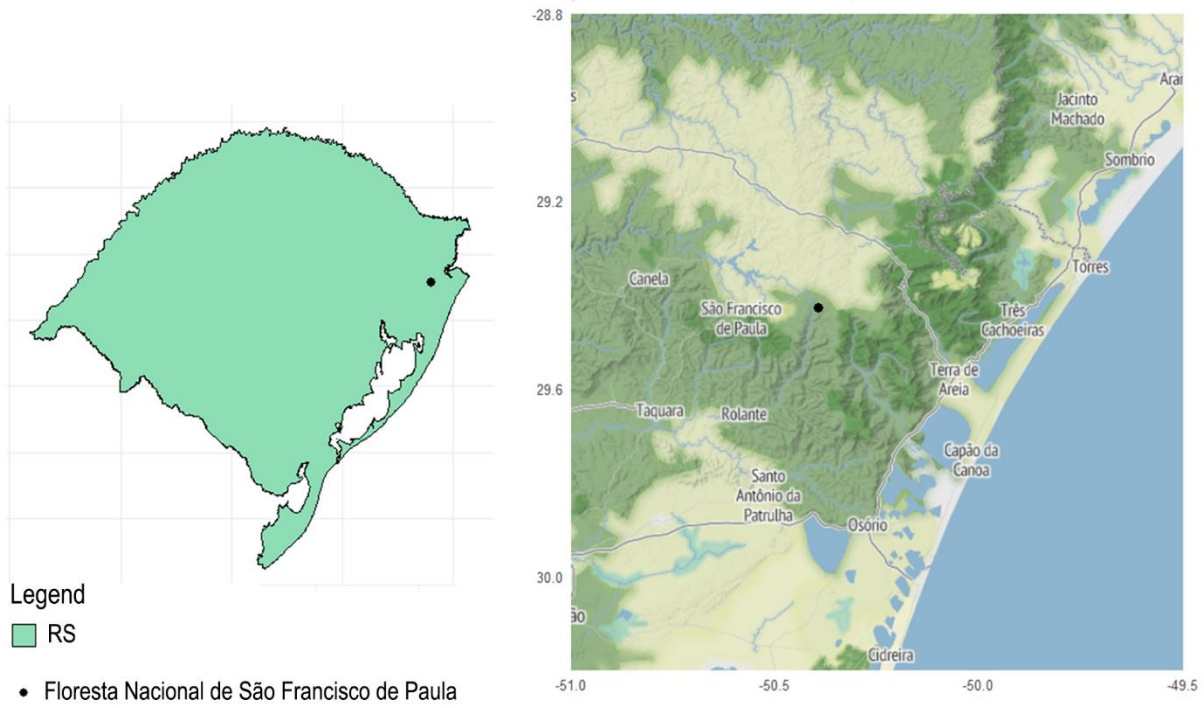 Legend
RS
Floresta Nacional de São Francisco de Paula
-28.8
29.2
29.6
30.0
-51.0
-50.5
-50.0
-49.5
s
Arar
Jacinto
Machado
Sombrio
Torres
Canela
São Francisco
de Paula
Três
Cachoeiras
Terra de
Areia
Taquara
Rolante
Capão da
Canoa
Santo
Antônio da
Patrulha
Osório
ão
Cidreira